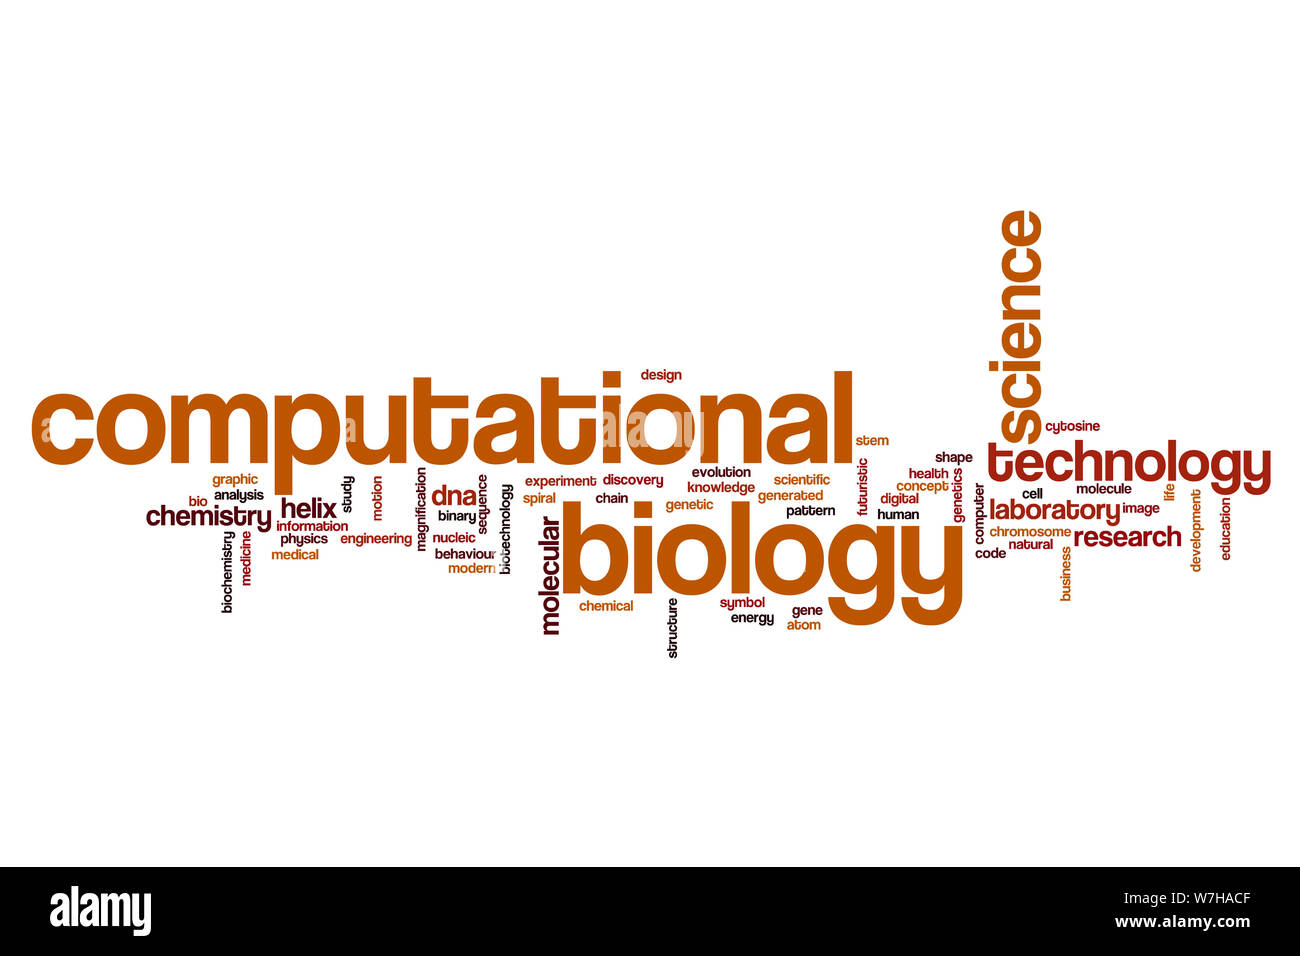 science
computational
design
cytosine
stem
technology
biology
evolution
shape
health
graphic
study
motion
magnification
dna
sequence
biotechnology
experiment
discovery
knowledge
scientific
generated
futuristic
concept
genetics
computer
cell
molecule
life
development
education
bio
analysis
helix
binary
spiral
chain
genetic
pattern
digital
human
laboratory
image
chemistry
information
physics
engineering
nucleic
behaviour
modern
molecular
code
chromosome
natural
research
business
biochemistry
medicine
medical
chemical
structure
symbol
energy
gene
atom
alamy
a
alamy
Image ID: W7HACF
www.alamy.com